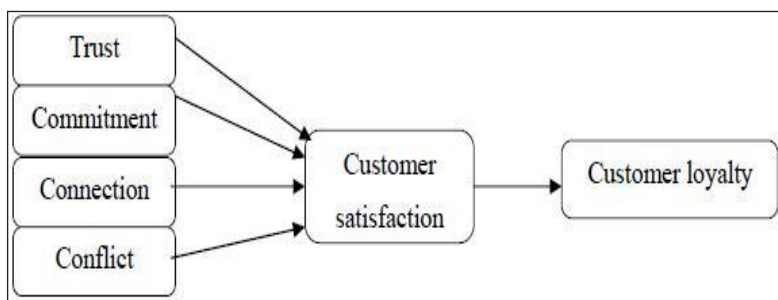 Trust
Commitment
Connection
Conflict
Customer
satisfaction
Customer loyalty